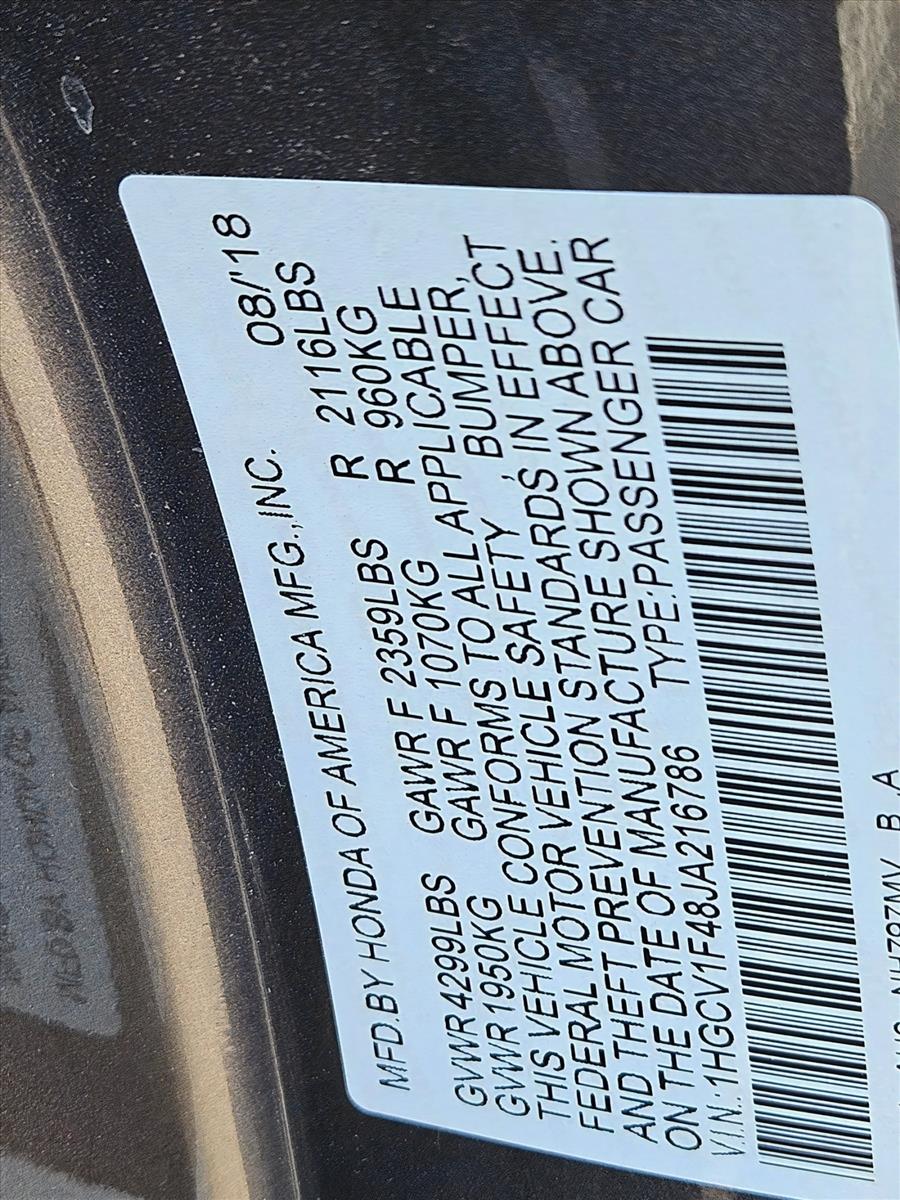 MFD.BY HONDA OF AMERICA MFG.,INC. 08/'18
GVWR 4299LBS GAWR F 2359LBS R 2116LBS
GVWR 1950KG GAWR F 1070KG R 960KG
THIS VEHICLE CONFORMS TO ALL APPLICABLE
FEDERAL MOTOR VEHICLE SAFETY, BUMPER,
AND THEFT PREVENTION STANDARDS IN EFFECT
ON THE DATE OF MANUFACTURE SHOWN ABOVE.
V.I.N.:1HGCV1F48JA216786 TYPE:PASSENGER CAR
NH797MV B A